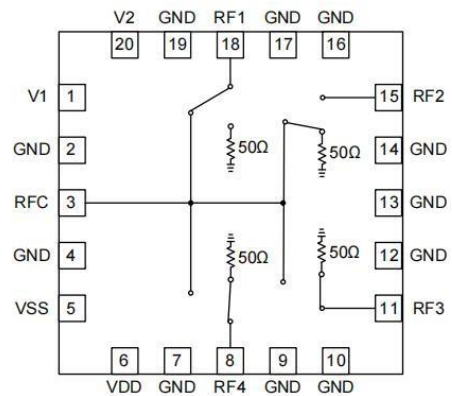 V2 GND RF1 GND GND
20 19 18 17 16
V1 1 15 RF2
50Ω
GND 2 50Ω 14 GND
RFC 3 13 GND
GND 4 50Ω 50Ω 12 GND
VSS 5 11 RF3
6 7 8 9 10
VDD GND RF4 GND GND